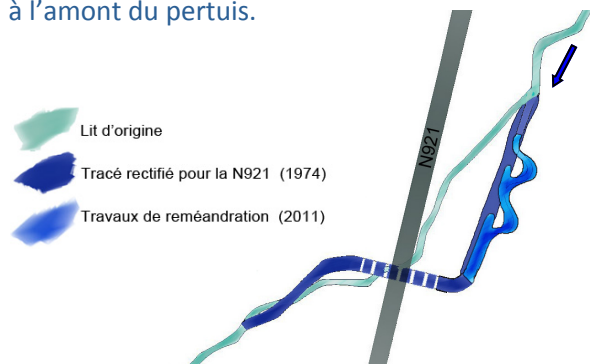 à l'amont du pertuis.
N921
Lit d'origine
Tracé rectifié pour la N921 (1974)
Travaux de reméandration (2011)